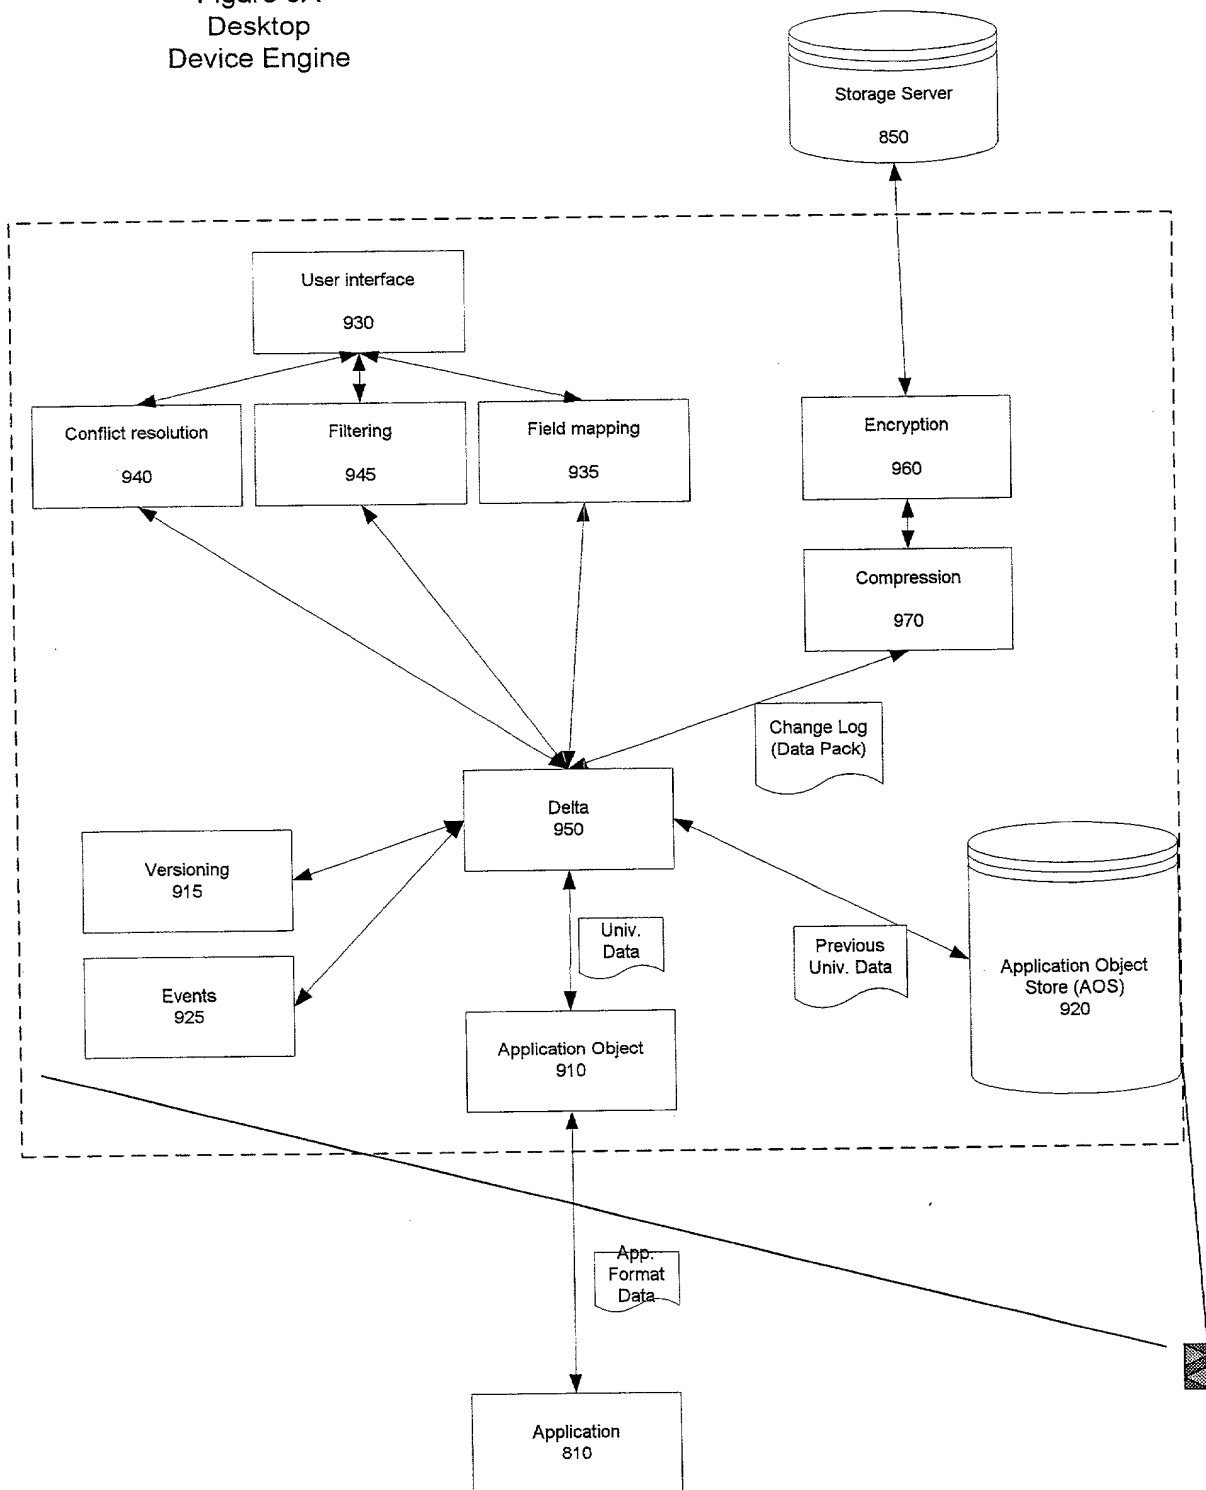 Desktop
Device Engine
Storage Server
850
User interface
930
Conflict resolution
940
Filtering
945
Field mapping
935
Encryption
960
Compression
970
Change Log
(Data Pack)
Delta
950
Versioning
915
Events
925
Univ.
Data
Previous
Univ. Data
Application Object
Store (AOS)
920
Application Object
910
App.
Format
Data
Application
810